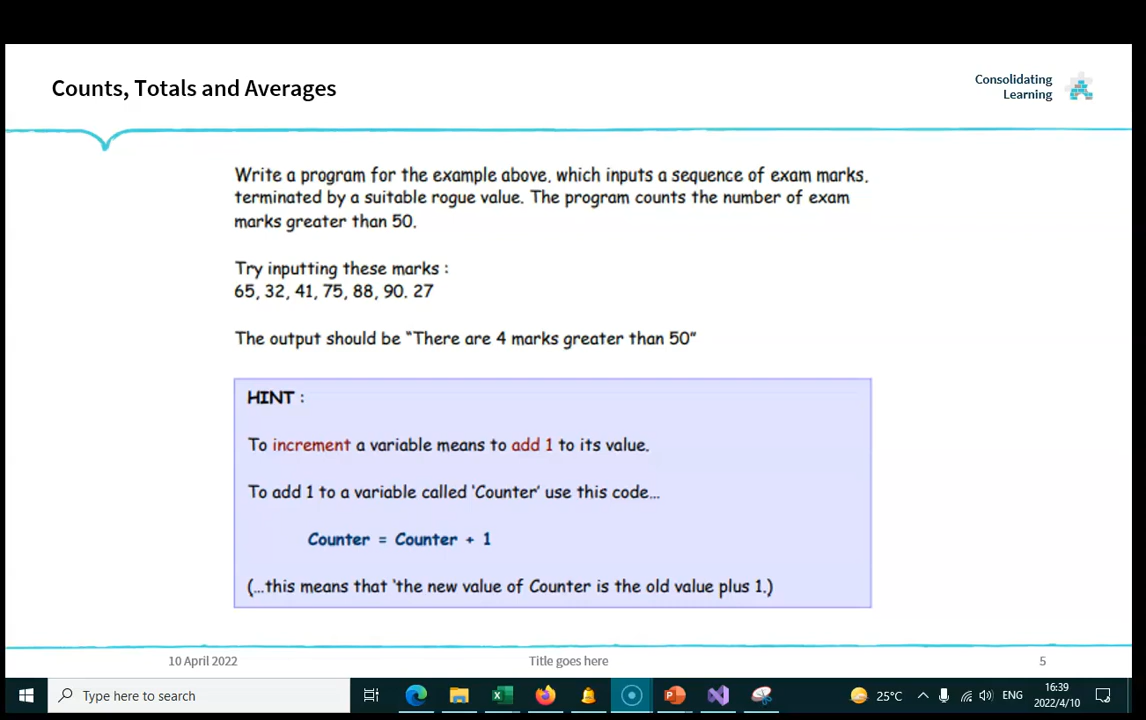 Counts, Totals and Averages
Consolidating
Learning
Write a program for the example above, which inputs a sequence of exam marks,
terminated by a suitable rogue value. The program counts the number of exam
marks greater than 50.
Try inputting these marks :
65, 32, 41, 75, 88, 90. 27
The output should be “There are 4 marks greater than 50”
HINT :
To increment a variable means to add 1 to its value.
To add 1 to a variable called ‘Counter’ use this code…
Counter = Counter + 1
(…this means that ‘the new value of Counter is the old value plus 1.)
10 April 2022
Title goes here
5
Type here to search
25°C
ENG
16:39
2022/4/10